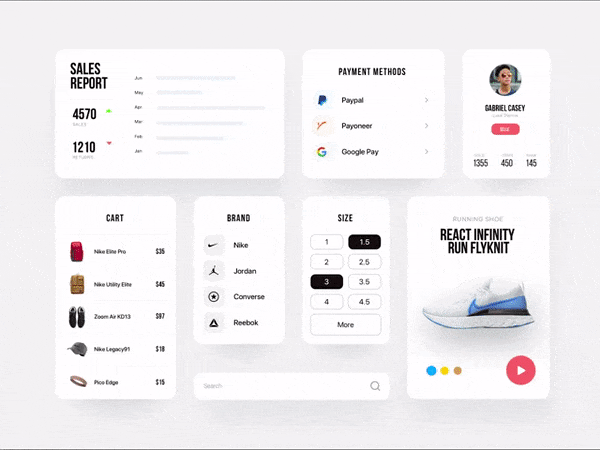 SALES
REPORT
4570
SALES
1210
RETURNS
Jun
May
Apr
Mar
Feb
Jan
PAYMENT METHODS
Paypal
Payoneer
Google Pay
GABRIEL CASEY
1355
450
145
CART
Nike Elite Pro
$35
Nike Utility Elite
$45
Zoom Air KD13
$97
Nike Legacy91
$18
Pico Edge
$15
BRAND
Nike
Jordan
Converse
Reebok
SIZE
1
1.5
2
2.5
3
3.5
4
4.5
More
Search
RUNNING SHOE
REACT INFINITY
RUN FLYKNIT